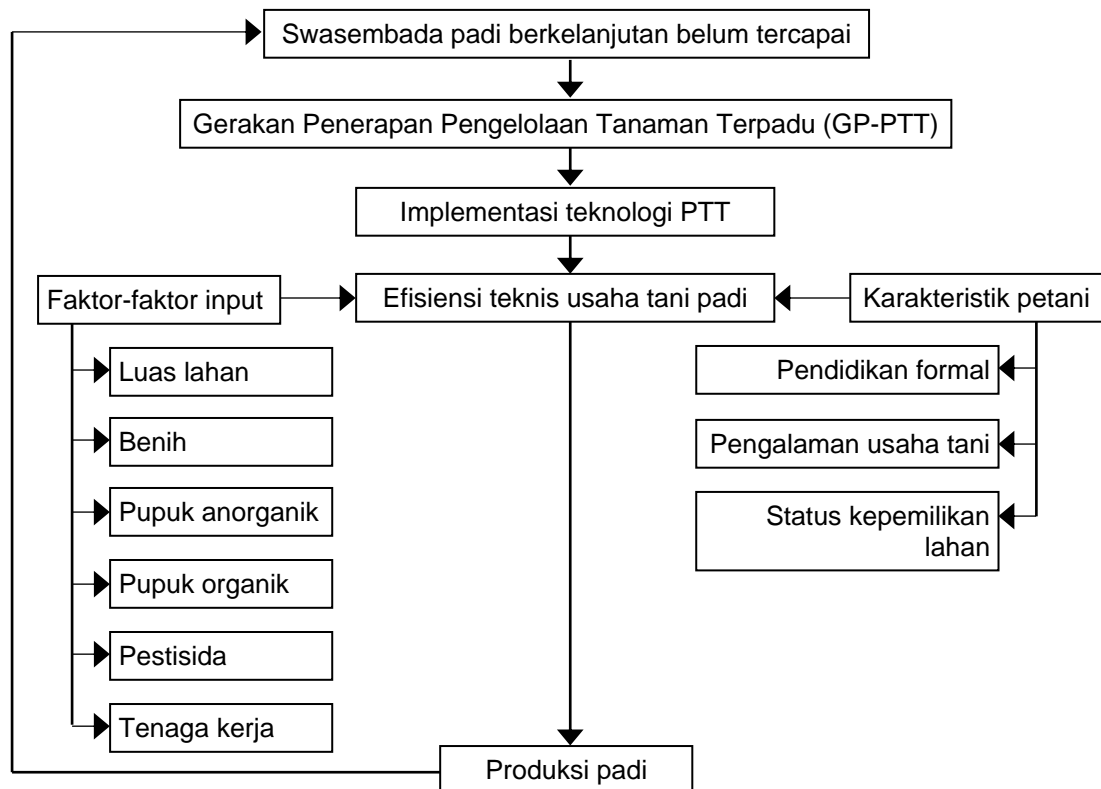 Swasembada padi berkelanjutan belum tercapai
Gerakan Penerapan Pengelolaan Tanaman Terpadu (GP-PTT)
Implementasi teknologi PTT
Faktor-faktor input
Efisiensi teknis usaha tani padi
Karakteristik petani
Luas lahan
Benih
Pupuk anorganik
Pupuk organik
Pestisida
Tenaga kerja
Pendidikan formal
Pengalaman usaha tani
Status kepemilikan
lahan
Produksi padi